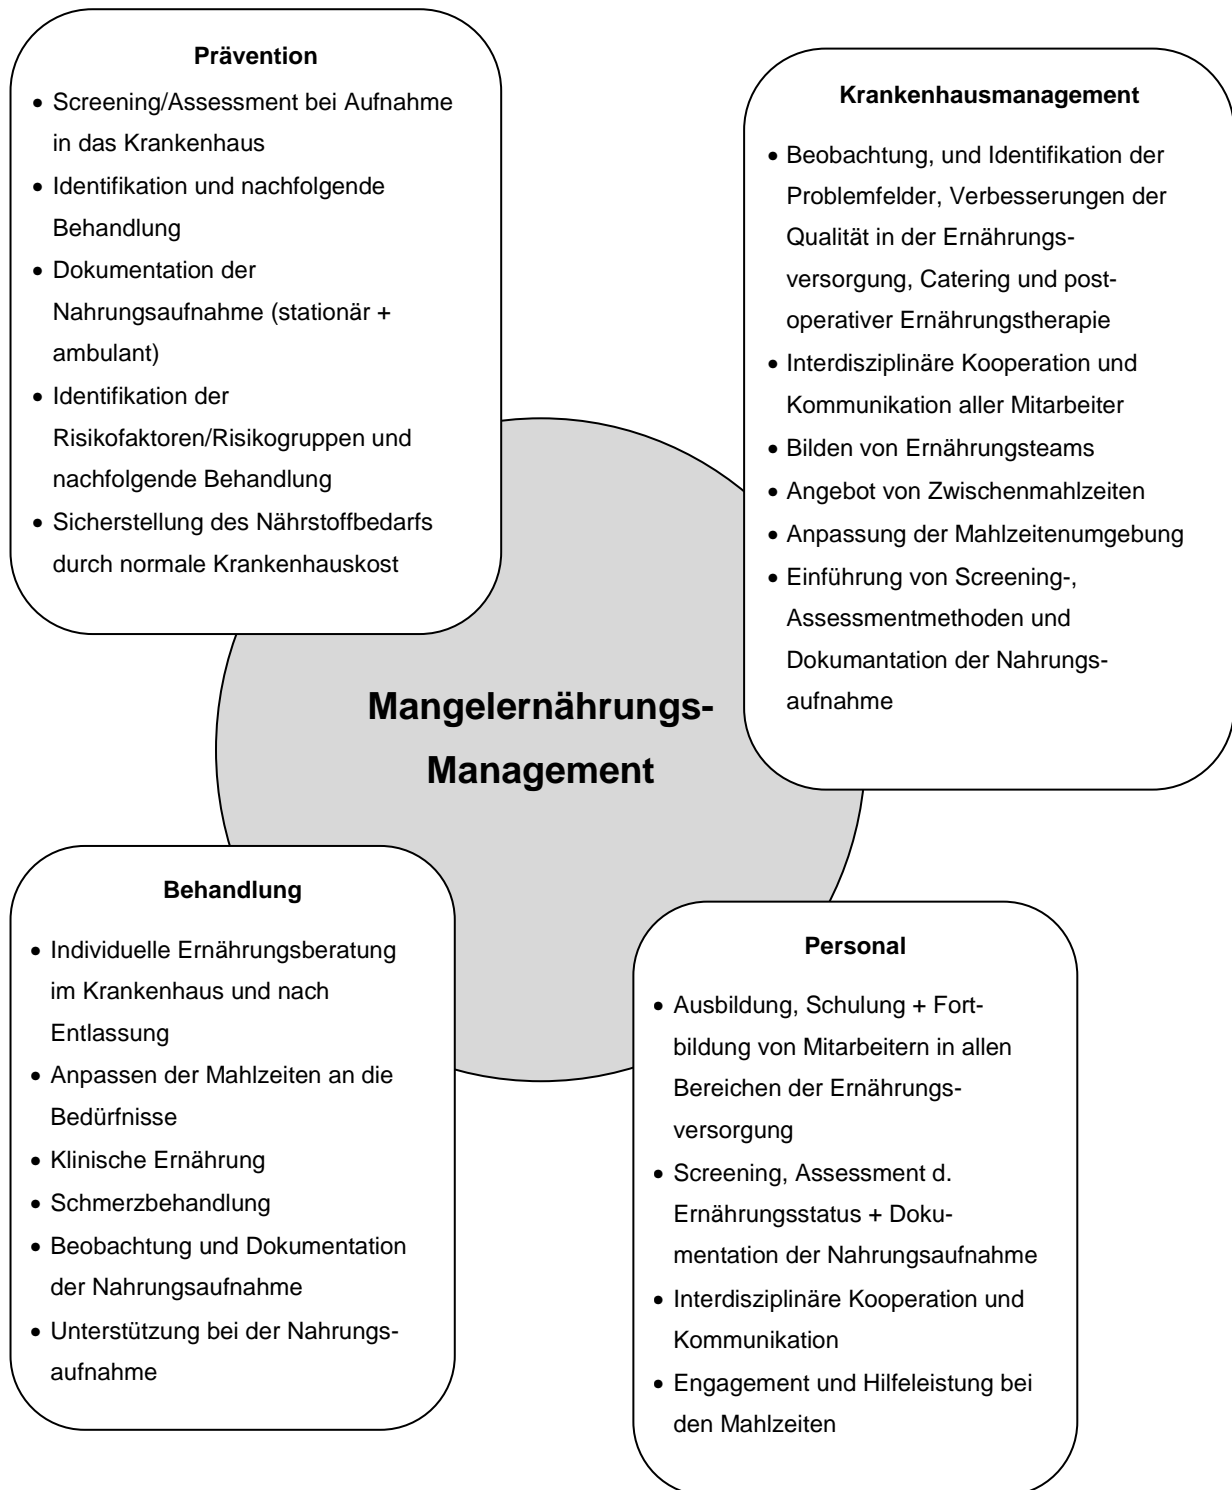 Prävention
• Screening/Assessment bei Aufnahme
in das Krankenhaus
• Identifikation und nachfolgende
Behandlung
• Dokumentation der
Nahrungsaufnahme (stationär +
ambulant)
• Identifikation der
Risikofaktoren/Risikogruppen und
nachfolgende Behandlung
• Sicherstellung des Nährstoffbedarfs
durch normale Krankenhauskost
Krankenhausmanagement
• Beobachtung, und Identifikation der
Problemfelder, Verbesserungen der
Qualität in der Ernährungs-
versorgung, Catering und post-
operativer Ernährungstherapie
• Interdisziplinäre Kooperation und
Kommunikation aller Mitarbeiter
• Bilden von Ernährungsteams
• Angebot von Zwischenmahlzeiten
• Anpassung der Mahlzeitenumgebung
• Einführung von Screening-,
Assessmentmethoden und
Dokumantation der Nahrungs-
aufnahme
Mangelernährungs-
Management
Behandlung
• Individuelle Ernährungsberatung
im Krankenhaus und nach
Entlassung
• Anpassen der Mahlzeiten an die
Bedürfnisse
• Klinische Ernährung
• Schmerzbehandlung
• Beobachtung und Dokumentation
der Nahrungsaufnahme
• Unterstützung bei der Nahrungs-
aufnahme
Personal
• Ausbildung, Schulung + Fort-
bildung von Mitarbeitern in allen
Bereichen der Ernährungs-
versorgung
• Screening, Assessment d.
Ernährungsstatus + Doku-
mentation der Nahrungsaufnahme
• Interdisziplinäre Kooperation und
Kommunikation
• Engagement und Hilfeleistung bei
den Mahlzeiten